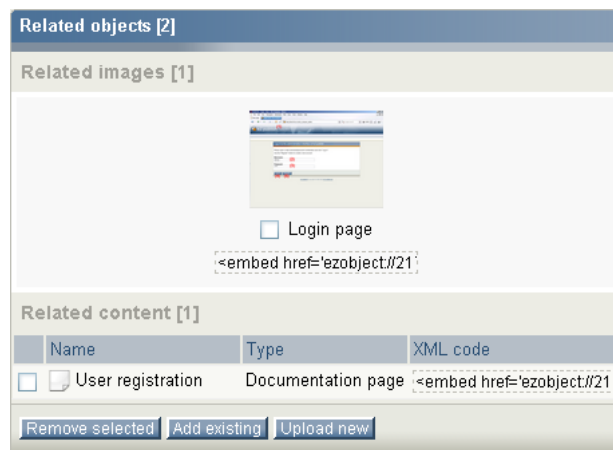 Related objects [2]
Related images [1]
Login page
<embed href='ezobject://21
Related content [1]
Name Type XML code
User registration Documentation page <embed href='ezobject://21
Remove selected Add existing Upload new